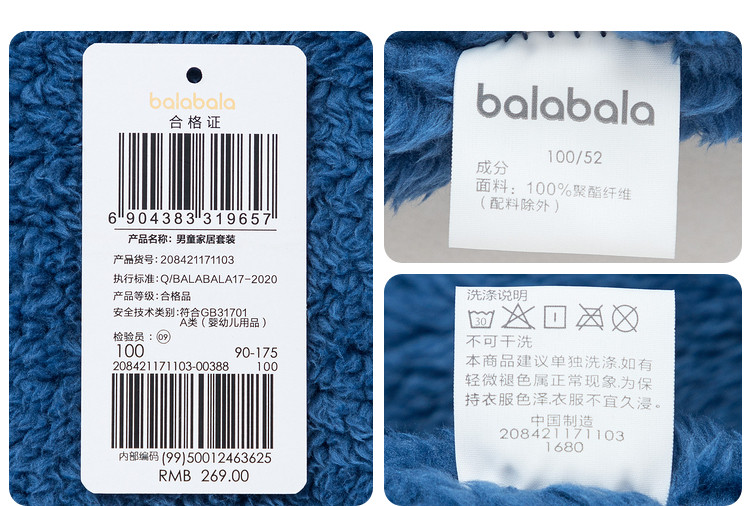 balabala
合格证
6 904383 319657
产品名称: 男童家居套装
产品货号: 208421171103
执行标准: Q/BALABALA17-2020
产品等级: 合格品
安全技术类别: 符合GB31701
A类 (婴幼儿用品)
检验员: 09
100 90-175
208421171103-00388 100
内部编码 (99)50012463625
RMB 269.00
balabala
100/52
成分
面料: 100%聚酯纤维
(配料除外)
洗涤说明
30
不可干洗
本商品建议单独洗涤,如有
轻微褪色属正常现象,为保
持衣服色泽,衣服不宜久浸。
中国制造
208421171103
1680